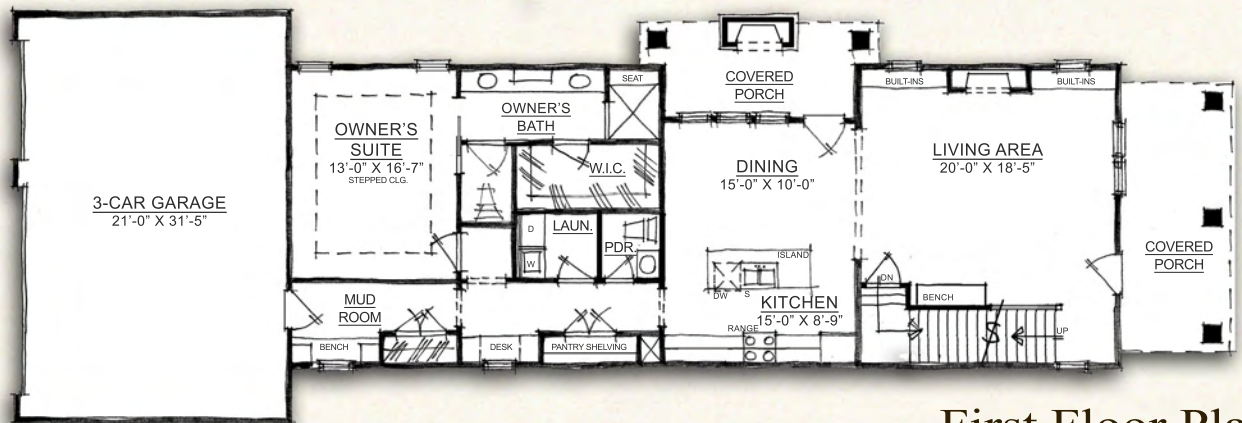 3-CAR GARAGE
21'-0" X 31'-5"
OWNER'S
SUITE
13'-0" X 16'-7"
STEPPED CLG.
OWNER'S
BATH
SEAT
W.I.C.
D
W
LAUN.
PDR.
MUD
ROOM
BENCH
DESK
PANTRY SHELVING
COVERED
PORCH
DINING
15'-0" X 10'-0"
ISLAND
DW
S
KITCHEN
15'-0" X 8'-9"
RANGE
BUILT-INS
BUILT-INS
LIVING AREA
20'-0" X 18'-5"
DN
BENCH
UP
COVERED
PORCH
First Floor Pla